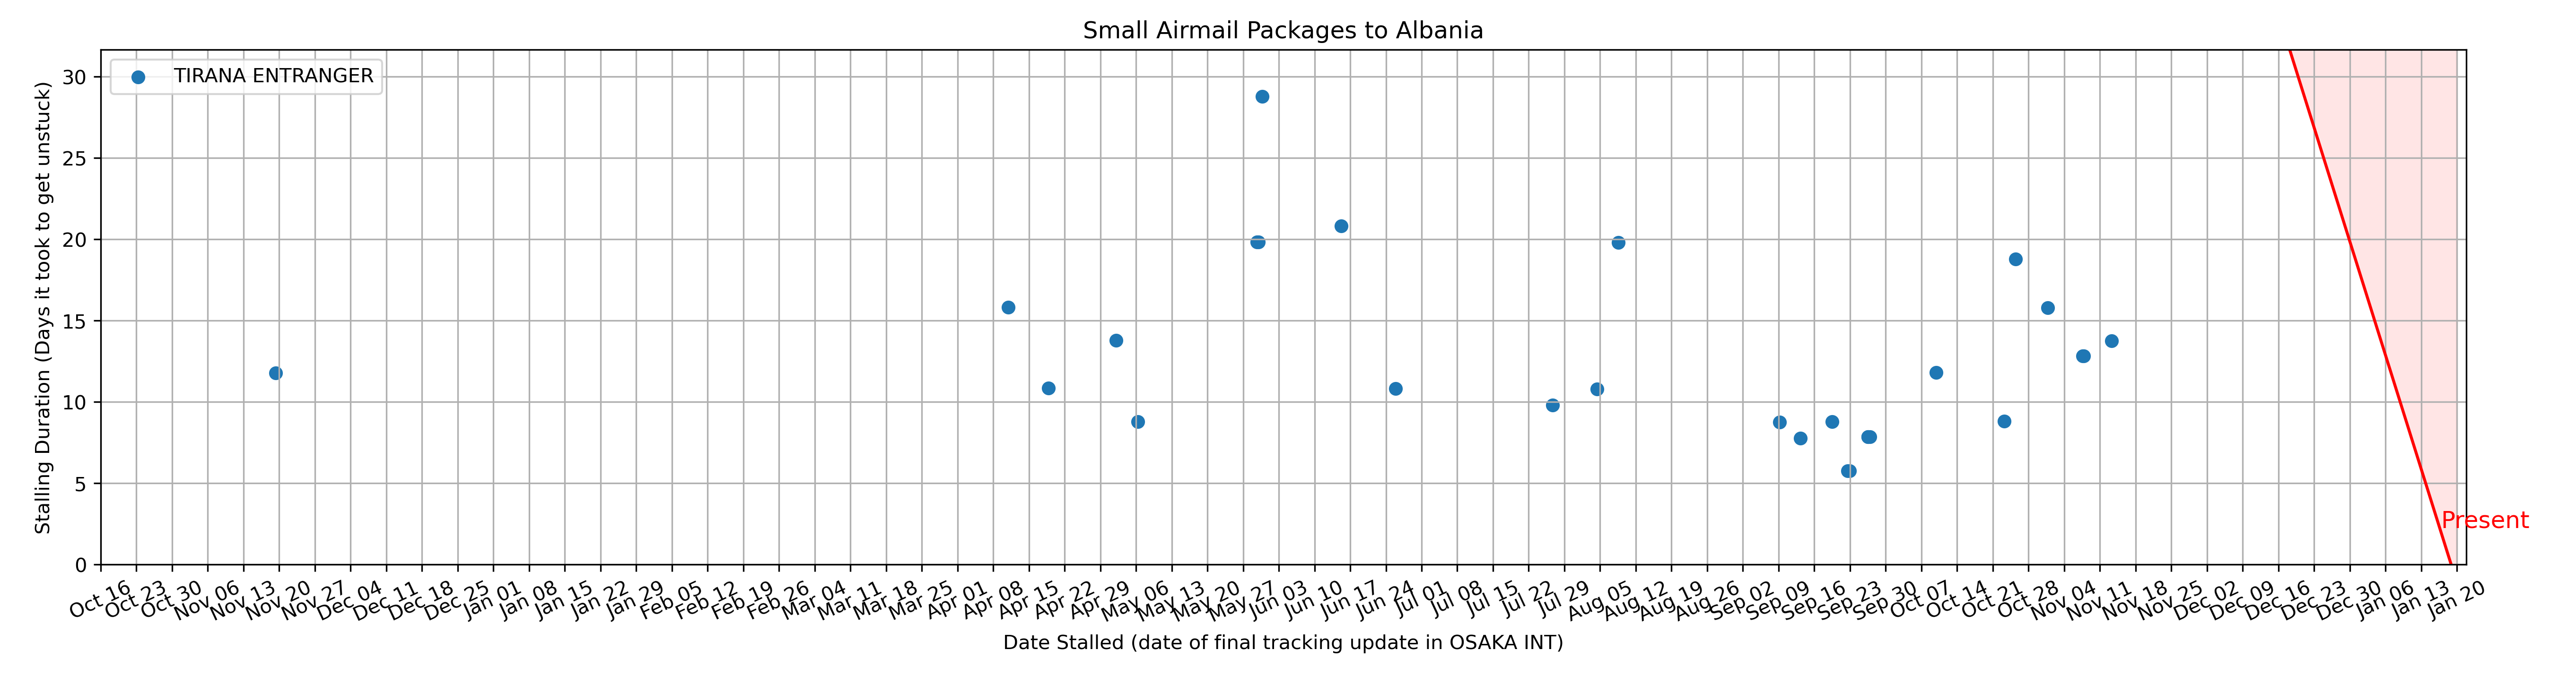 Small Airmail Packages to Albania
TIRANA ENTRANGER
Stalling Duration (Days it took to get unstuck)
30
25
20
15
10
5
0
Present
Oct 16
Oct 23
Oct 30
Nov 06
Nov 13
Nov 20
Nov 27
Dec 04
Dec 11
Dec 18
Dec 25
Jan 01
Jan 08
Jan 15
Jan 22
Jan 29
Feb 05
Feb 12
Feb 19
Feb 26
Mar 04
Mar 11
Mar 18
Mar 25
Apr 01
Apr 08
Apr 15
Apr 22
Apr 29
May 06
May 13
May 20
May 27
Jun 03
Jun 10
Jun 17
Jun 24
Jul 01
Jul 08
Jul 15
Jul 22
Jul 29
Aug 05
Aug 12
Aug 19
Aug 26
Sep 02
Sep 09
Sep 16
Sep 23
Sep 30
Oct 07
Oct 14
Oct 21
Oct 28
Nov 04
Nov 11
Nov 18
Nov 25
Dec 02
Dec 09
Dec 16
Dec 23
Dec 30
Jan 06
Jan 13
Jan 20
Date Stalled (date of final tracking update in OSAKA INT)